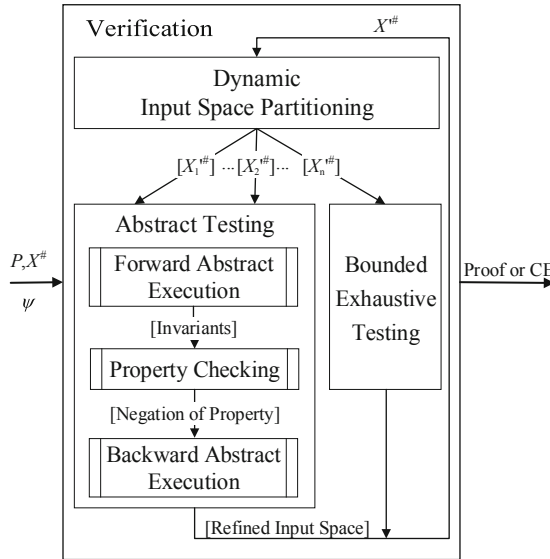 Verification
X'#
Dynamic
Input Space Partitioning
[X₁'#] ...[X₂'#]... [Xₙ'#]
Abstract Testing
Forward Abstract
Execution
[Invariants]
Property Checking
[Negation of Property]
Backward Abstract
Execution
Bounded
Exhaustive
Testing
P,X#
ψ
Proof or CE
[Refined Input Space]